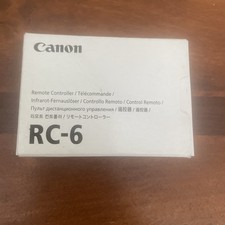 Canon
Remote Controller / Télécommande /
Infrarot-Fernauslöser / Controllo Remoto / Control Remoto /
Пульт дистанционного управления / 遥控器 / 遙控器 /
리모트 컨트롤러 / リモートコントローラー
RC-6